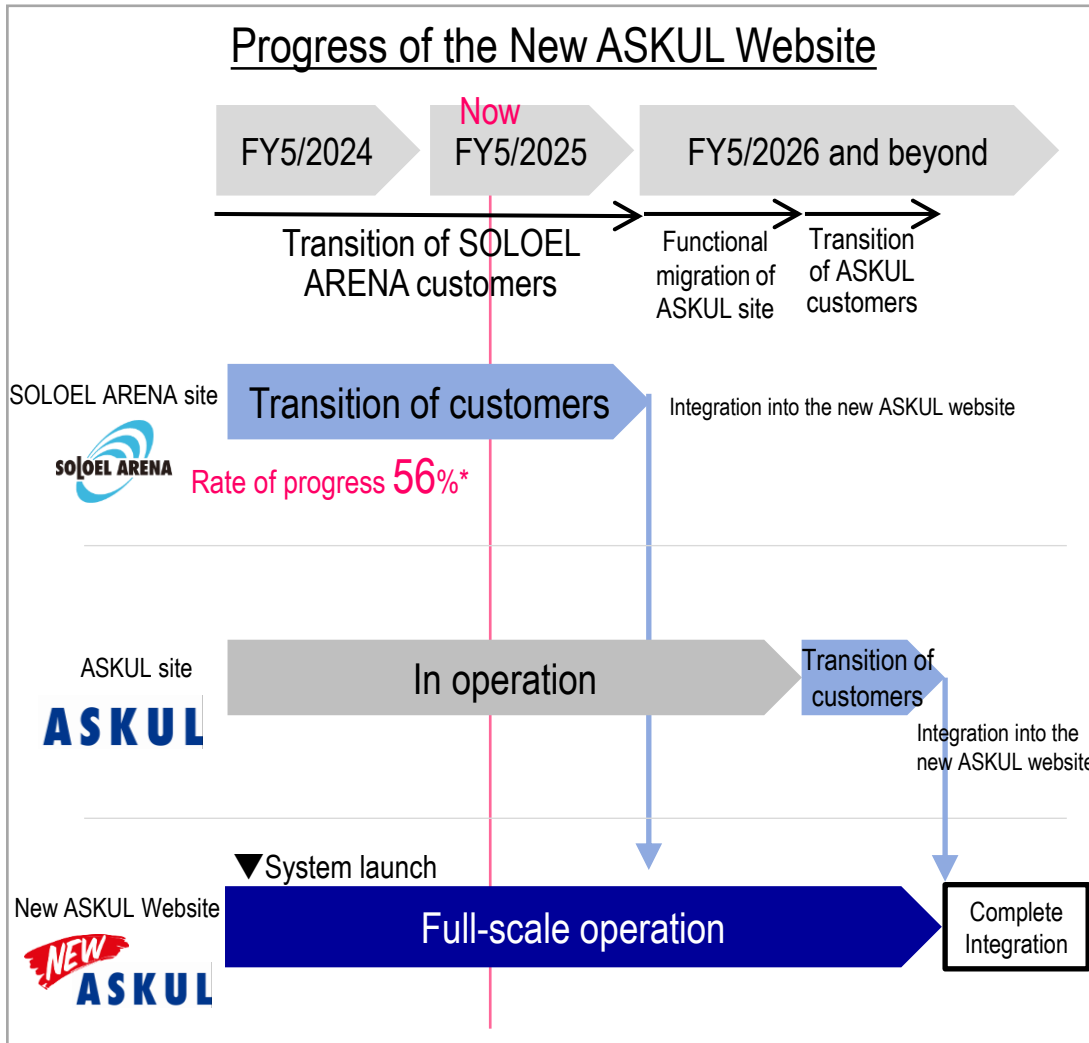 Progress of the New ASKUL Website
Now
FY5/2024
FY5/2025
FY5/2026 and beyond
Transition of SOLOEL
ARENA customers
Functional
migration of
ASKUL site
Transition
of ASKUL
customers
SOLOEL ARENA site
SOLOEL ARENA
Transition of customers
Integration into the new ASKUL website
Rate of progress 56%*
ASKUL site
ASKUL
In operation
Transition of
customers
Integration into the
new ASKUL website
▼System launch
New ASKUL Website
NEW
ASKUL
Full-scale operation
Complete
Integration